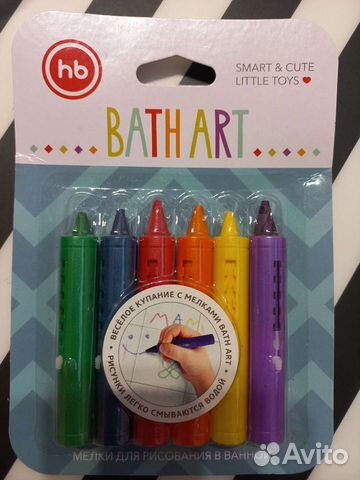 hb
SMART & CUTE
LITTLE TOYS
BATH ART
ВЕСЁЛОЕ КУПАНИЕ С МЕЛКАМИ BATH ART
МАМ
РИСУНКИ ЛЕГКО СМЫВАЮТСЯ ВОДОЙ
МЕЛКИ ДЛЯ РИСОВАНИЯ В ВАННОЙ
Avito